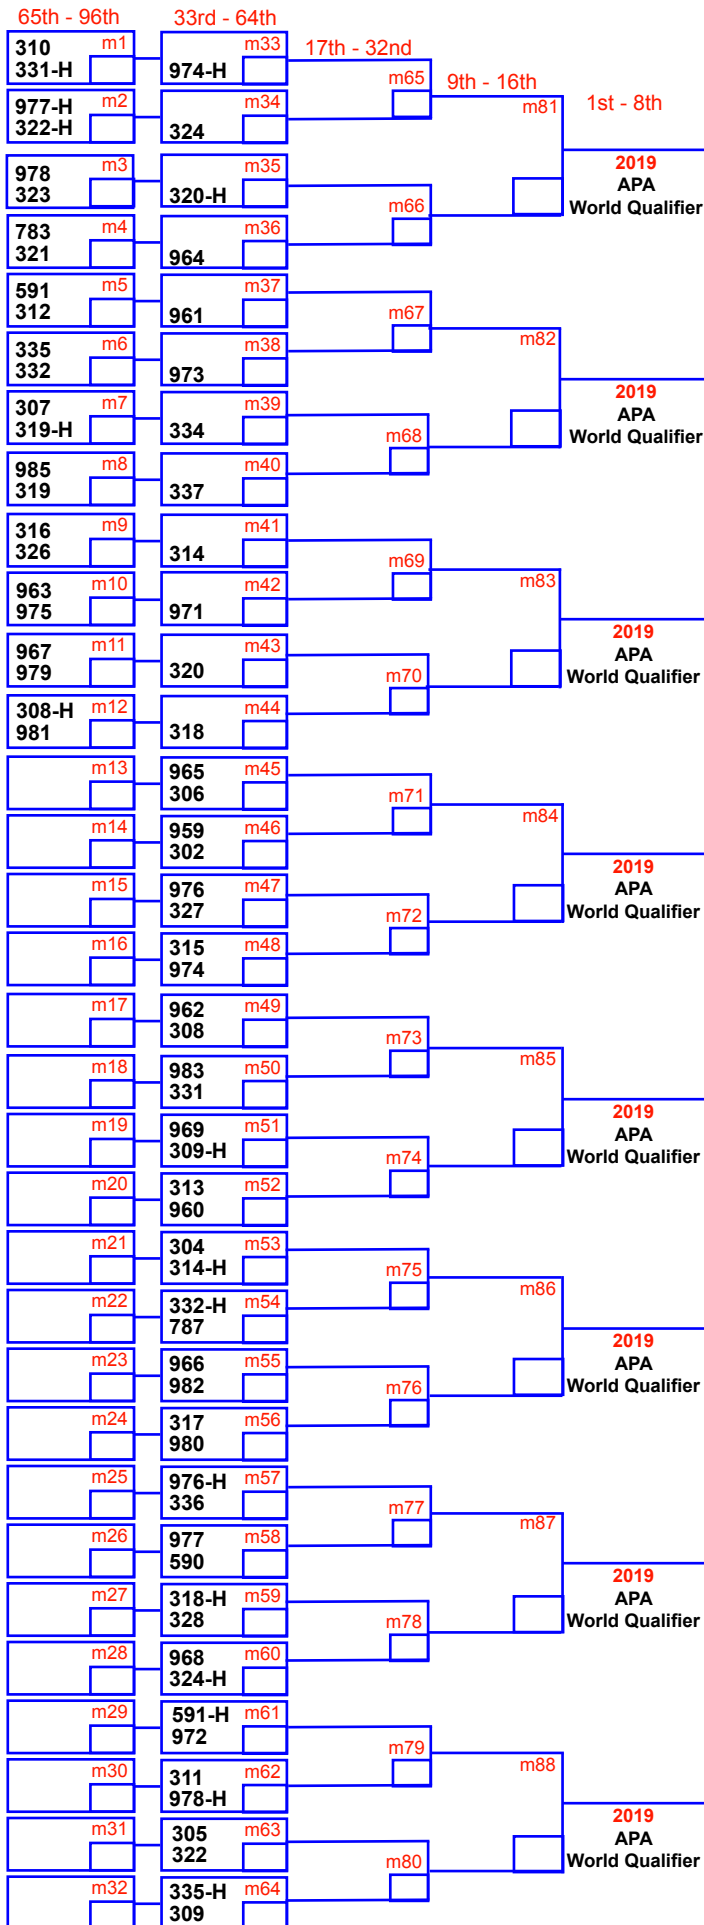 65th - 96th
33rd - 64th
17th - 32nd
9th - 16th
1st - 8th
310 m1
331-H
977-H m2
322-H
978 m3
323
783 m4
321
591 m5
312
335 m6
332
307 m7
319-H
985 m8
319
316 m9
326
963 m10
975
967 m11
979
308-H m12
981
m13
m14
m15
m16
m17
m18
m19
m20
m21
m22
m23
m24
m25
m26
m27
m28
m29
m30
m31
m32
m33
974-H
m34
324
m35
320-H
m36
964
m37
961
m38
973
m39
334
m40
337
m41
314
m42
971
m43
320
m44
318
965 m45
306
959 m46
302
976 m47
327
315 m48
974
962 m49
308
983 m50
331
969 m51
309-H
313 m52
960
304 m53
314-H
332-H m54
787
966 m55
982
317 m56
980
976-H m57
336
977 m58
590
318-H m59
328
968 m60
324-H
591-H m61
972
311 m62
978-H
305 m63
322
335-H m64
309
m65
m66
m67
m68
m69
m70
m71
m72
m73
m74
m75
m76
m77
m78
m79
m80
m81
m82
m83
m84
m85
m86
m87
m88
2019
APA
World Qualifier
2019
APA
World Qualifier
2019
APA
World Qualifier
2019
APA
World Qualifier
2019
APA
World Qualifier
2019
APA
World Qualifier
2019
APA
World Qualifier
2019
APA
World Qualifier